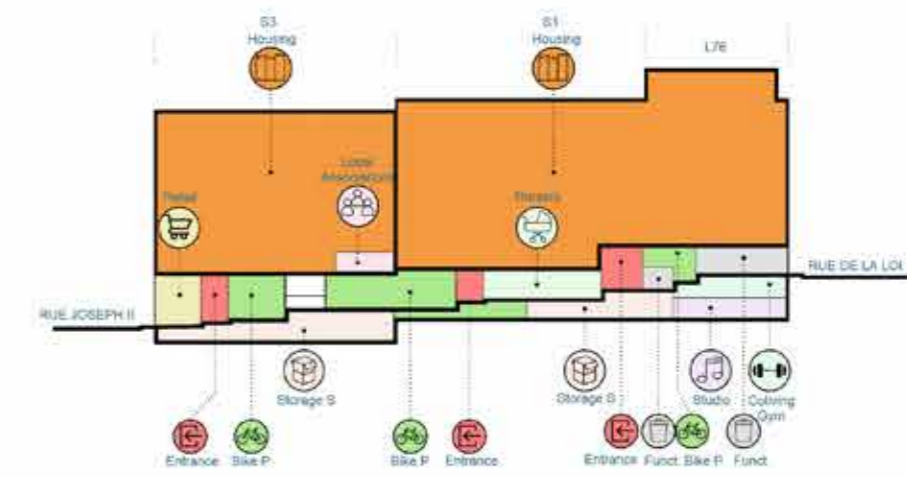 S3
Housing
S1
Housing
L76
Local
Associations
Retail
RUE DE LA LOI
RUE JOSEPH II
Storage S
Storage S
Studio
Coliving
Gym
Entrance
Bike P
Bike P
Entrance
Entrance
Funct.
Bike P
Funct.